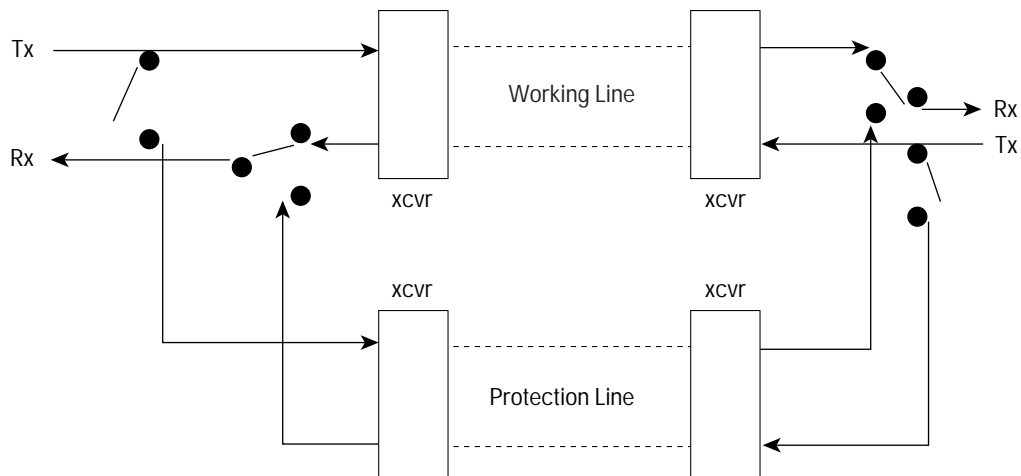 Tx
Working Line
Rx
Rx
Tx
xcvr
xcvr
xcvr
xcvr
Protection Line